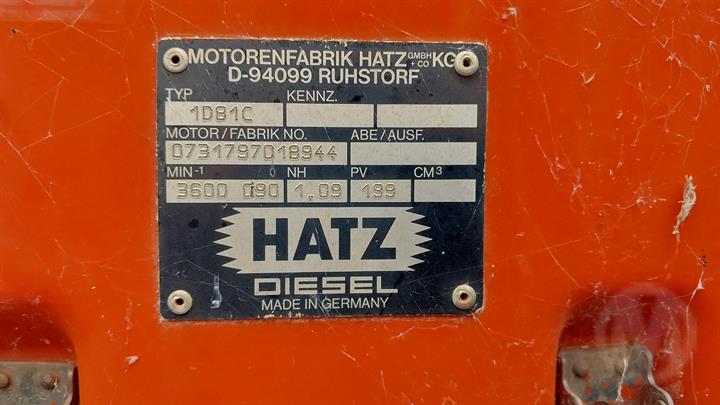 MOTORENFABRIK HATZ GMBH + CO KG
D-94099 RUHSTORF
TYP KENNZ.
1D81C
MOTOR/FABRIK NO. ABE/AUSF.
0731797018944
MIN-1 NH PV CM3
3600 090 1,09 199
HATZ
DIESEL
MADE IN GERMANY